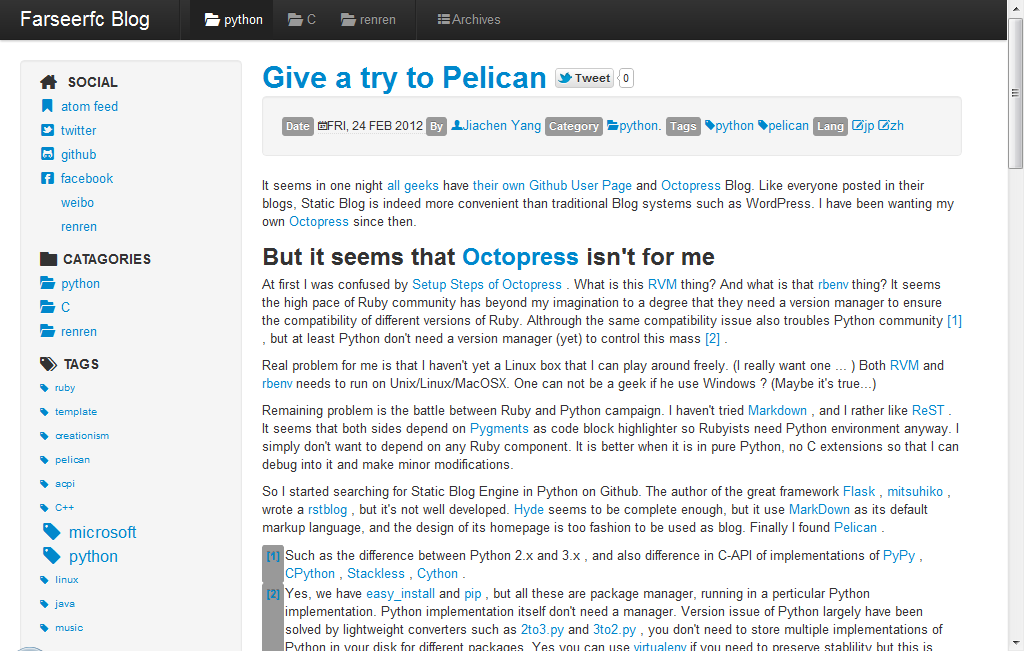 Farseerfc Blog python C renren Archives
SOCIAL
atom feed
twitter
github
facebook
weibo
renren
CATAGORIES
python
C
renren
TAGS
ruby
template
creationism
pelican
acpi
C++
microsoft
python
linux
java
music
Give a try to Pelican Tweet 0
Date FRI, 24 FEB 2012 By Jiachen Yang Category python. Tags python pelican Lang jp zh
It seems in one night all geeks have their own Github User Page and Octopress Blog. Like everyone posted in their
blogs, Static Blog is indeed more convenient than traditional Blog systems such as WordPress. I have been wanting my
own Octopress since then.
But it seems that Octopress isn't for me
At first I was confused by Setup Steps of Octopress . What is this RVM thing? And what is that rbenv thing? It seems
the high pace of Ruby community has beyond my imagination to a degree that they need a version manager to ensure
the compatibility of different versions of Ruby. Althrough the same compatibility issue also troubles Python community [1]
, but at least Python don't need a version manager (yet) to control this mass [2] .
Real problem for me is that I haven't yet a Linux box that I can play around freely. (I really want one ... ) Both RVM and
rbenv needs to run on Unix/Linux/MacOSX. One can not be a geek if he use Windows ? (Maybe it's true...)
Remaining problem is the battle between Ruby and Python campaign. I haven't tried Markdown , and I rather like ReST .
It seems that both sides depend on Pygments as code block highlighter so Rubyists need Python environment anyway. I
simply don't want to depend on any Ruby component. It is better when it is in pure Python, no C extensions so that I can
debug into it and make minor modifications.
So I started searching for Static Blog Engine in Python on Github. The author of the great framework Flask , mitsuhiko ,
wrote a rstblog , but it's not well developed. Hyde seems to be complete enough, but it use MarkDown as its default
markup language, and the design of its homepage is too fashion to be used as blog. Finally I found Pelican .
[1] Such as the difference between Python 2.x and 3.x , and also difference in C-API of implementations of PyPy ,
CPython , Stackless , Cython .
[2] Yes, we have easy_install and pip , but all these are package manager, running in a perticular Python
implementation. Python implementation itself don't need a manager. Version issue of Python largely have been
solved by lightweight converters such as 2to3.py and 3to2.py , you don't need to store multiple implementations of
Python in your disk for different packages. Yes you can use virtualenv if you need to preserve stablility but this is